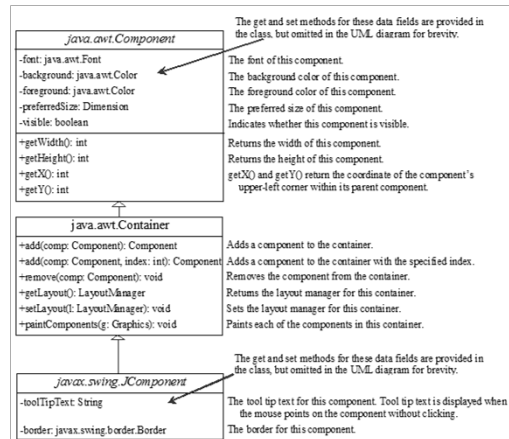 The get and set methods for these data fields are provided in
the class, but omitted in the UML diagram for brevity.
java.awt.Component
-font: java.awt.Font
The font of this component.
-background: java.awt.Color
The background color of this component.
-foreground: java.awt.Color
The foreground color of this component.
-preferredSize: Dimension
The preferred size of this component.
-visible: boolean
Indicates whether this component is visible.
+getWidth(): int
Returns the width of this component.
+getHeight(): int
Returns the height of this component.
+getX(): int
getX() and getY() return the coordinate of the component's
+getY(): int
upper-left corner within its parent component.
java.awt.Container
+add(comp: Component): Component
Adds a component to the container.
+add(comp: Component, index: int): Component
Adds a component to the container with the specified index.
+remove(comp: Component): void
Removes the component from the container.
+getLayout(): LayoutManager
Returns the layout manager for this container.
+setLayout(l: LayoutManager): void
Sets the layout manager for this container.
+paintComponents(g: Graphics): void
Paints each of the components in this container.
The get and set methods for these data fields are provided in
the class, but omitted in the UML diagram for brevity.
javax.swing.JComponent
-toolTipText: String
The tool tip text for this component. Tool tip text is displayed when
the mouse points on the component without clicking.
-border: javax.swing.border.Border
The border for this component.